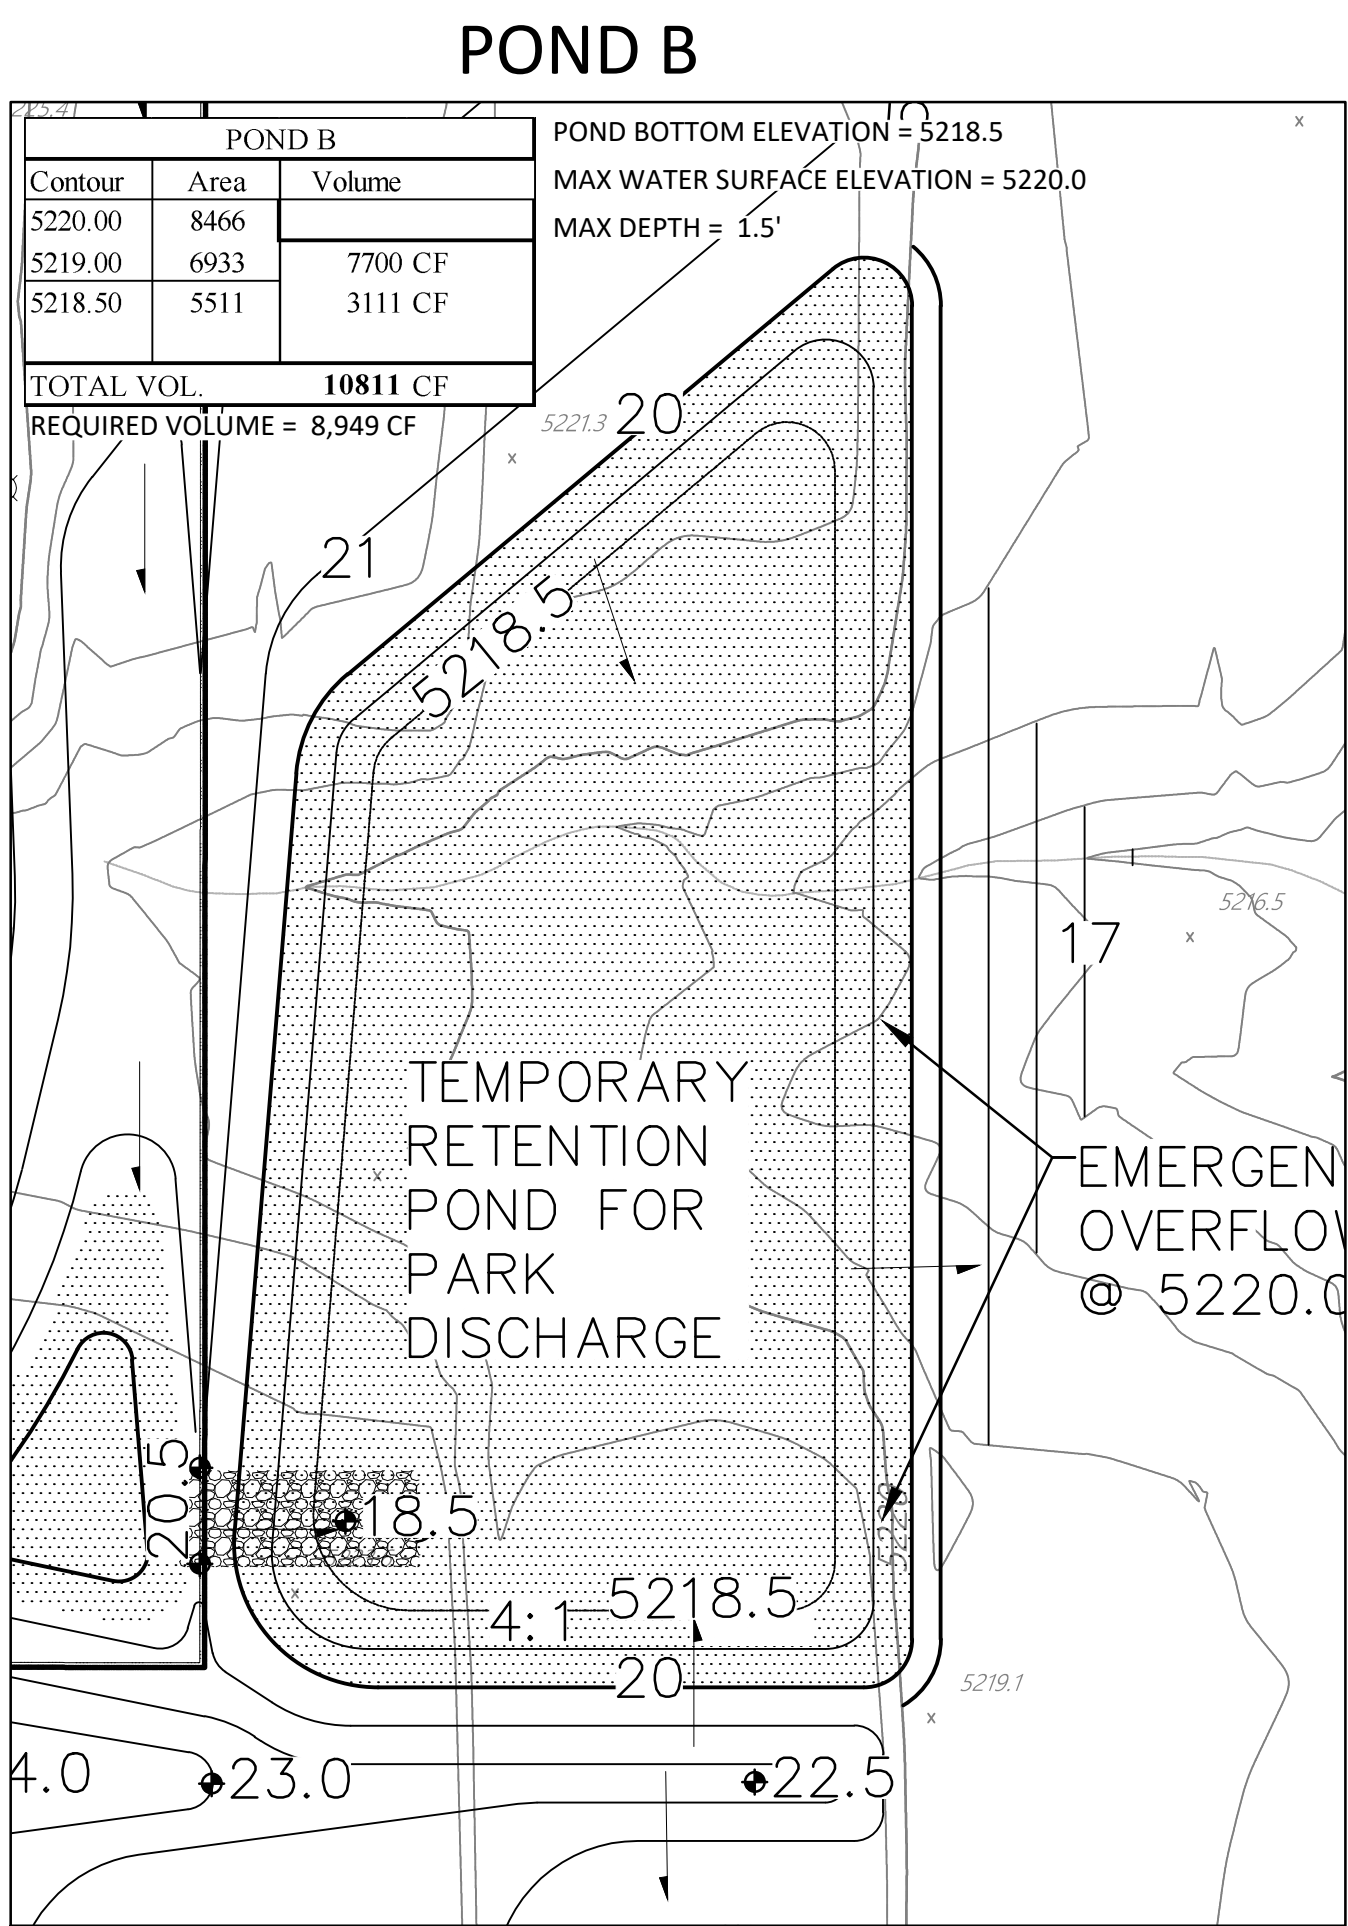 POND B
225.4
POND B
Contour Area Volume
5220.00 8466
5219.00 6933 7700 CF
5218.50 5511 3111 CF
TOTAL VOL. 10811 CF
REQUIRED VOLUME = 8,949 CF
POND BOTTOM ELEVATION = 5218.5
MAX WATER SURFACE ELEVATION = 5220.0
MAX DEPTH = 1.5'
x
5221.3
x
20
21
5218.5
5216.5
x
17
TEMPORARY
RETENTION
POND FOR
PARK
DISCHARGE
x
EMERGEN
OVERFLOW
@ 5220.0
20.5
18.5
5220
x
4:1
5218.5
20
5219.1
x
4.0
23.0
22.5